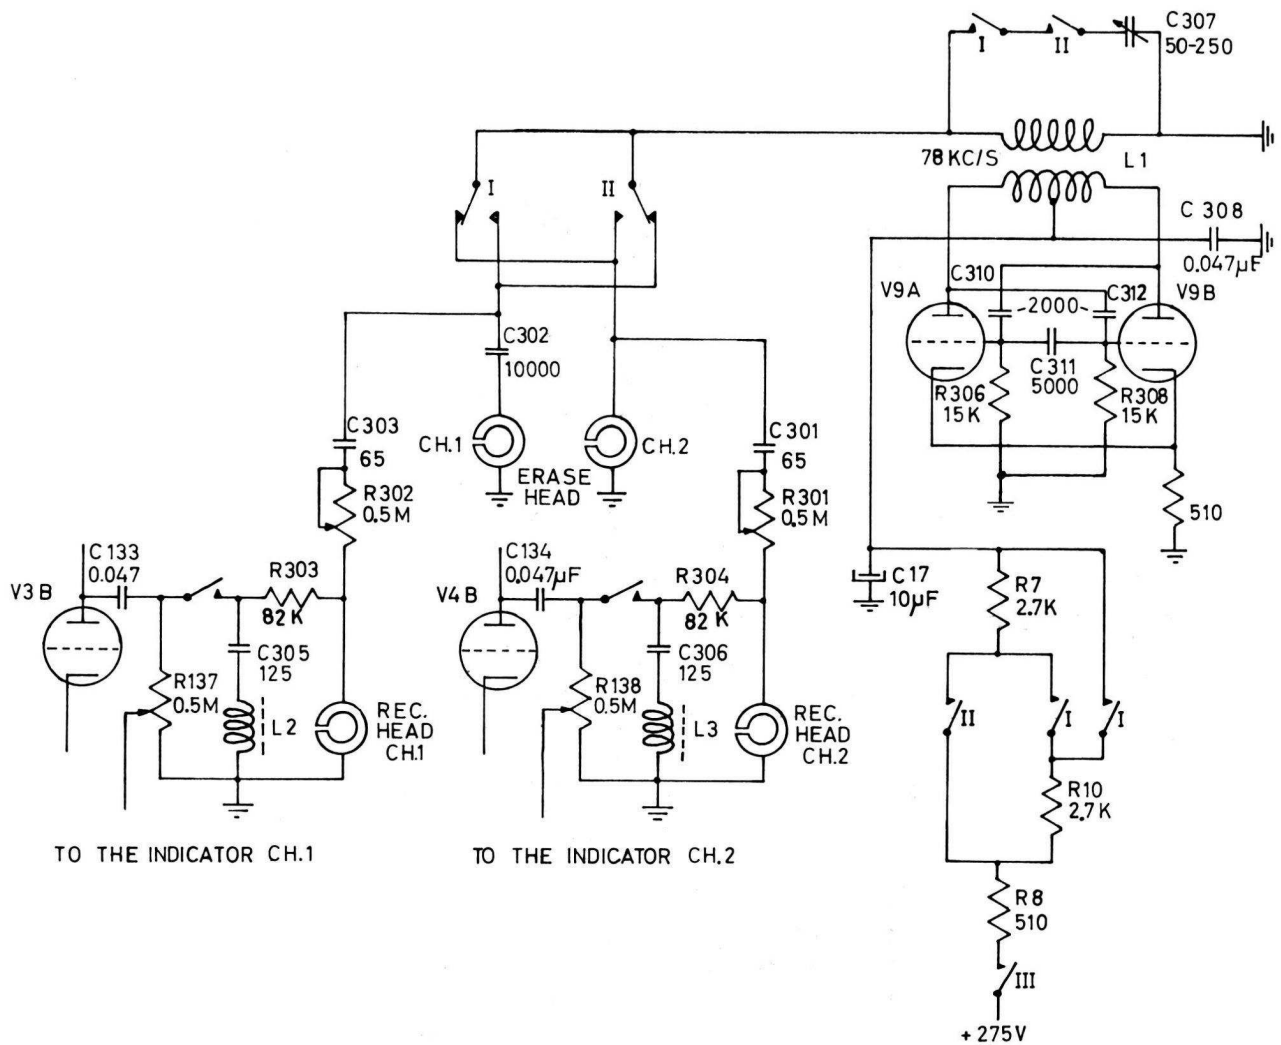 C307
50-250
I
II
78 KC/S
L1
I
II
C 308
0.047µF
C310
C312
V9A
V9B
-2000-
C302
10000
C311
5000
R306
15K
R308
15K
C303
65
CH.1
CH.2
C301
65
ERASE
HEAD
R302
0.5M
R301
0.5M
510
C133
0.047
C134
0.047µF
V3B
R303
82 K
V4B
R304
82 K
C17
10µF
R7
2.7K
C305
125
C306
125
R137
0.5M
R138
0.5M
L2
REC.
HEAD
CH.1
L3
REC.
HEAD
CH.2
II
I
I
R10
2.7K
TO THE INDICATOR CH.1
TO THE INDICATOR CH.2
R8
510
III
+275V